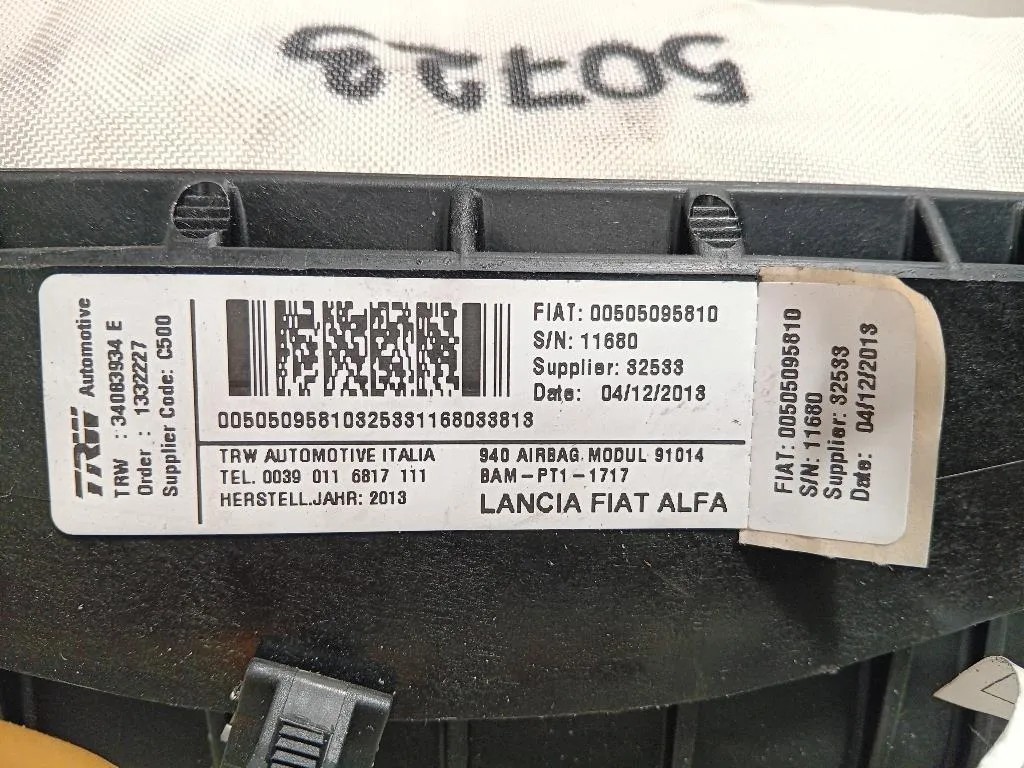 50728
TRW Automotive
TRW : 34083934 E
Order : 1332227
Supplier Code: C500
FIAT: 00505095810
S/N: 11680
Supplier: 32533
Date: 04/12/2013
00505095810325331168033813
TRW AUTOMOTIVE ITALIA
TEL. 0039 011 6817 111
HERSTELL.JAHR: 2013
940 AIRBAG MODUL 91014
BAM-PT1-1717
LANCIA FIAT ALFA
FIAT: 00505095810
S/N: 11680
Supplier: 32533
Date: 04/12/2013